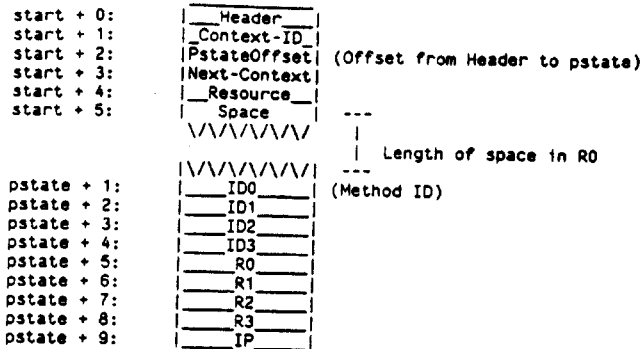 start + 0: |___Header___|
start + 1: |_Context-ID_|
start + 2: |PstateOffset| (Offset from Header to pstate)
start + 3: |Next-Context|
start + 4: |__Resource__|
start + 5: | Space | ---
\/\/\/\/\/\/ |
| Length of space in R0
|\/\/\/\/\/\/| ---
pstate + 1: |____ID0_____| (Method ID)
pstate + 2: |____ID1_____|
pstate + 3: |____ID2_____|
pstate + 4: |____ID3_____|
pstate + 5: |_____R0_____|
pstate + 6: |_____R1_____|
pstate + 7: |_____R2_____|
pstate + 8: |_____R3_____|
pstate + 9: |_____IP_____|